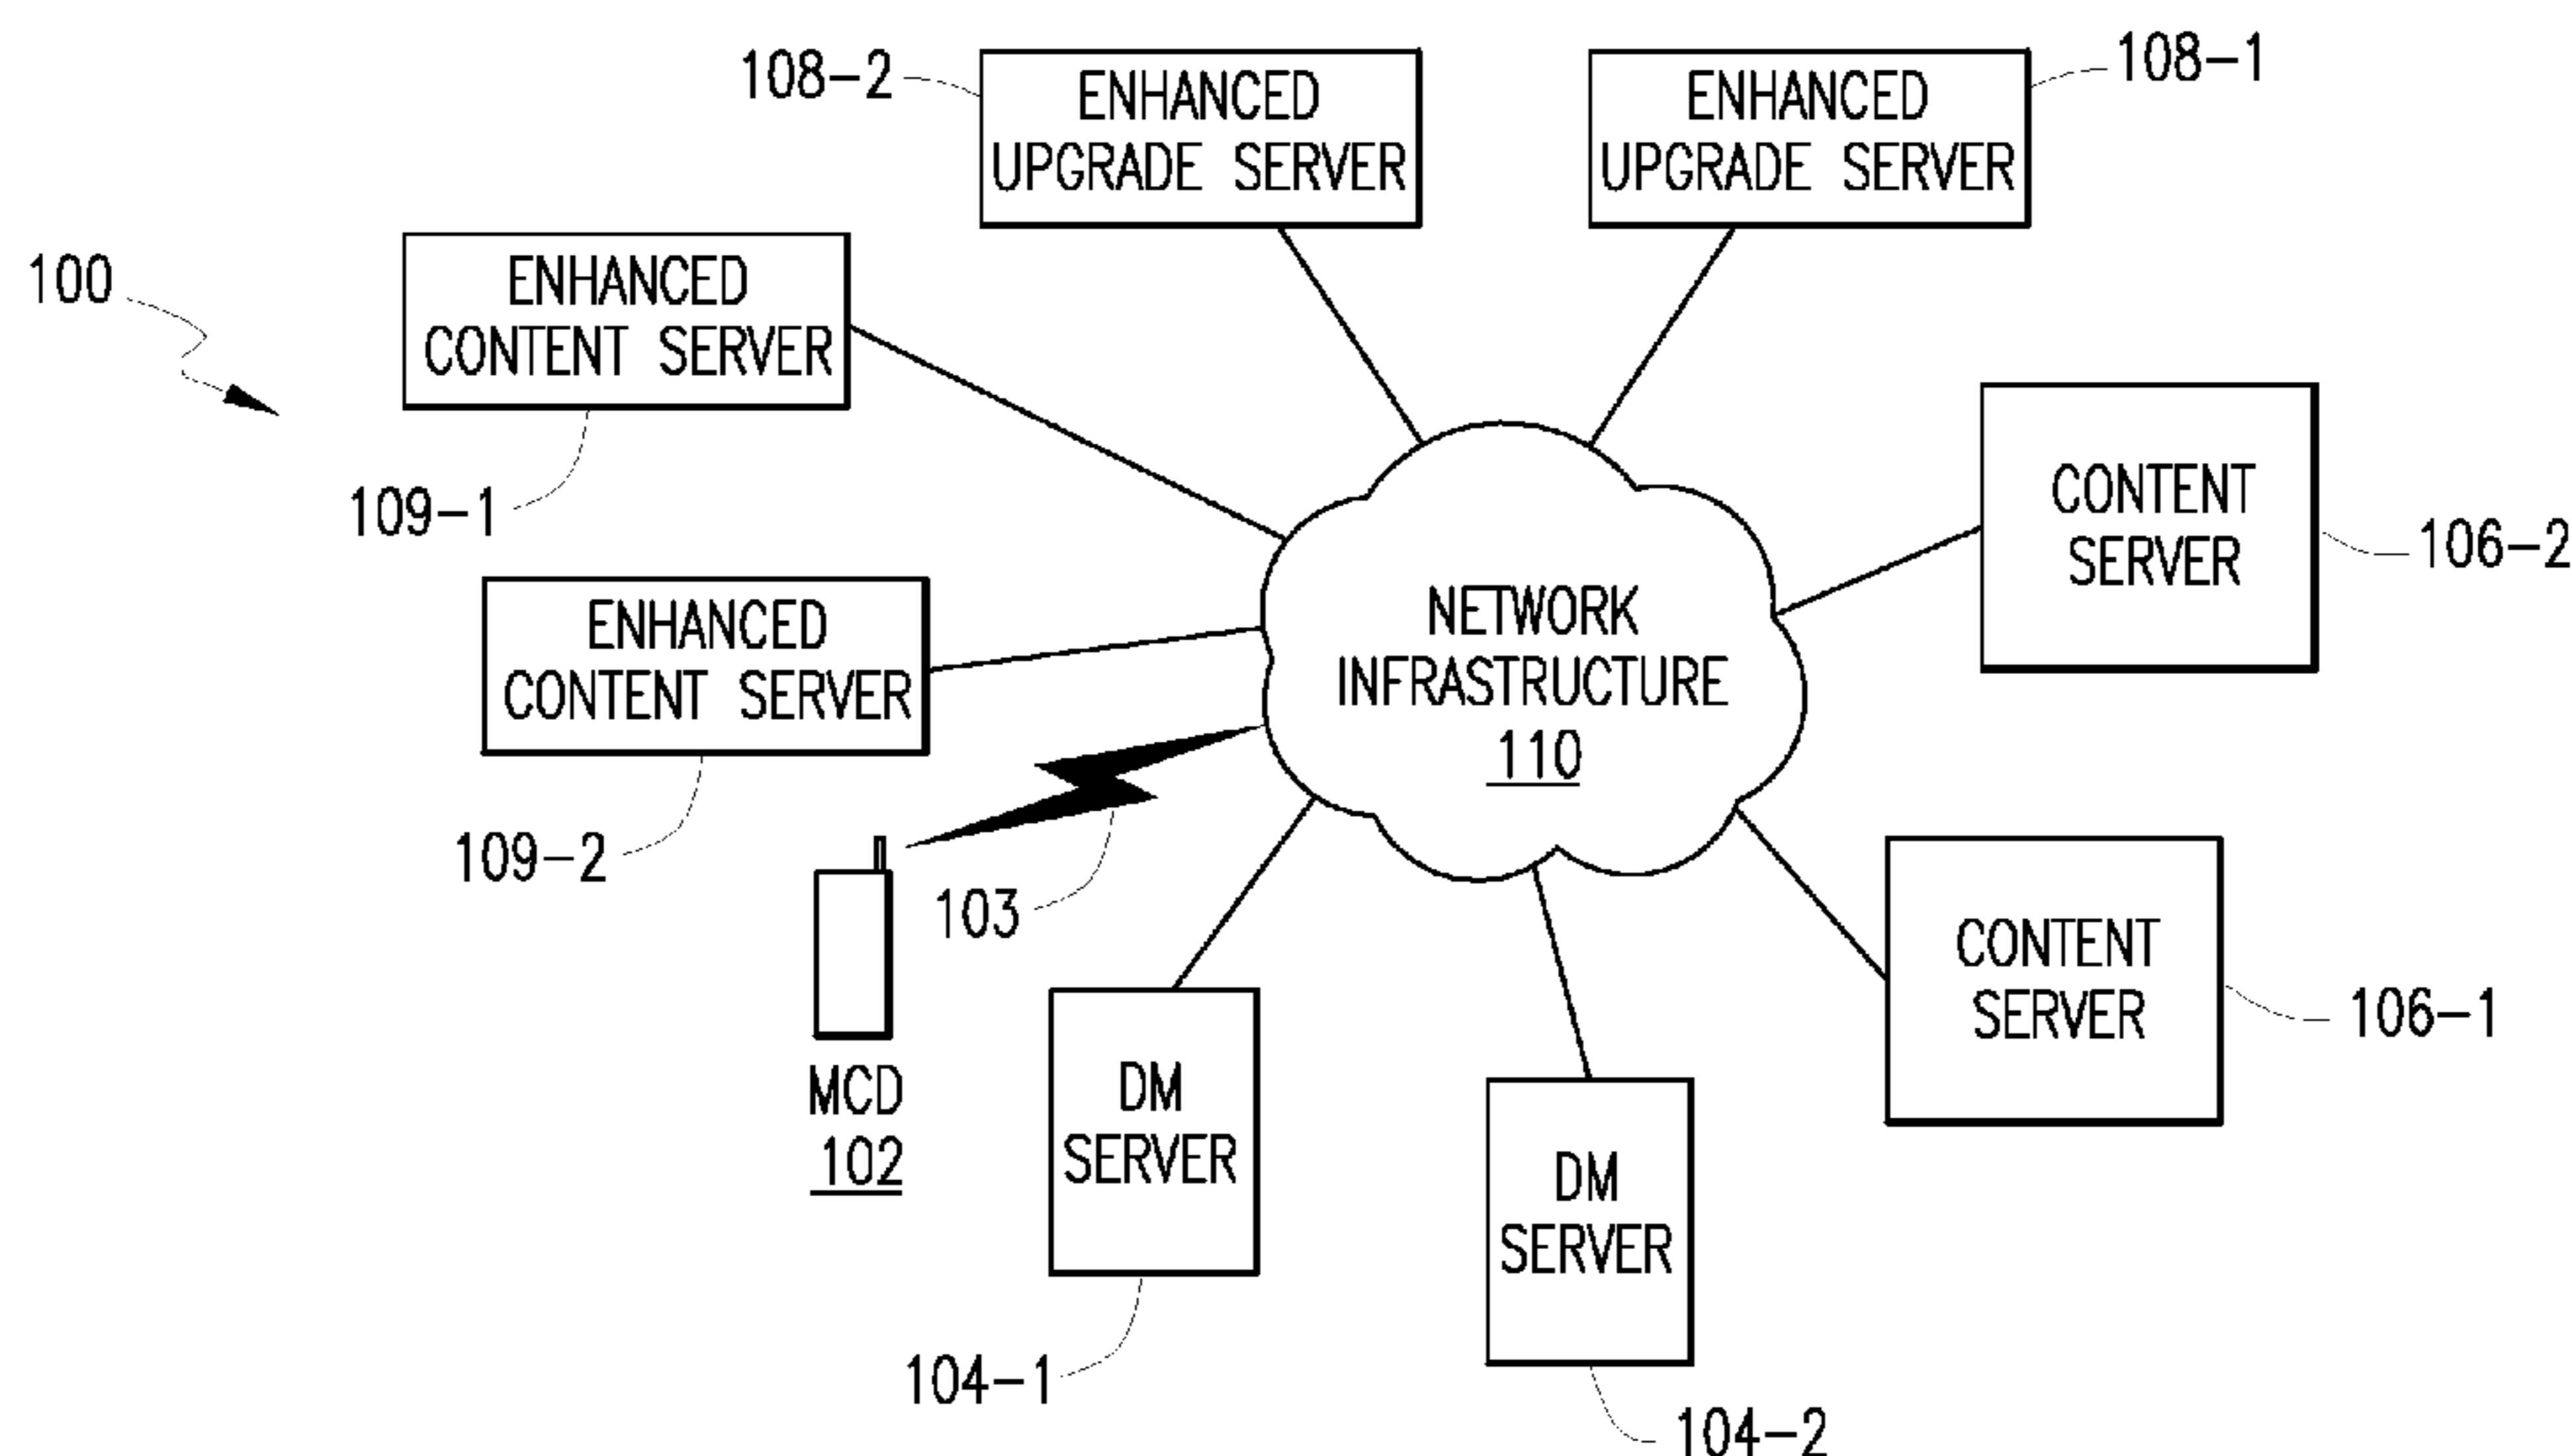 108-2
ENHANCED
UPGRADE SERVER
ENHANCED
UPGRADE SERVER
108-1
100
ENHANCED
CONTENT SERVER
109-1
CONTENT
SERVER
106-2
ENHANCED
CONTENT SERVER
109-2
NETWORK
INFRASTRUCTURE
110
103
MCD
102
CONTENT
SERVER
106-1
DM
SERVER
104-1
DM
SERVER
104-2